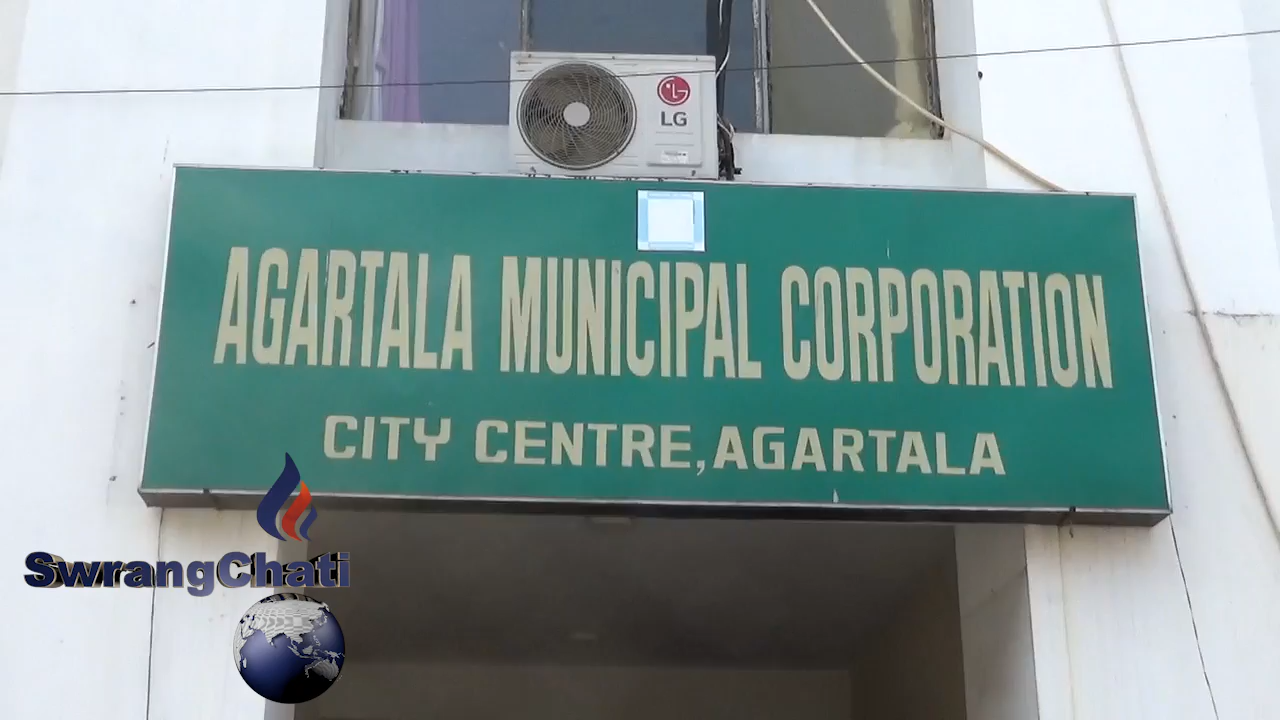 LG
AGARTALA MUNICIPAL CORPORATION
CITY CENTRE, AGARTALA
SwrangChati